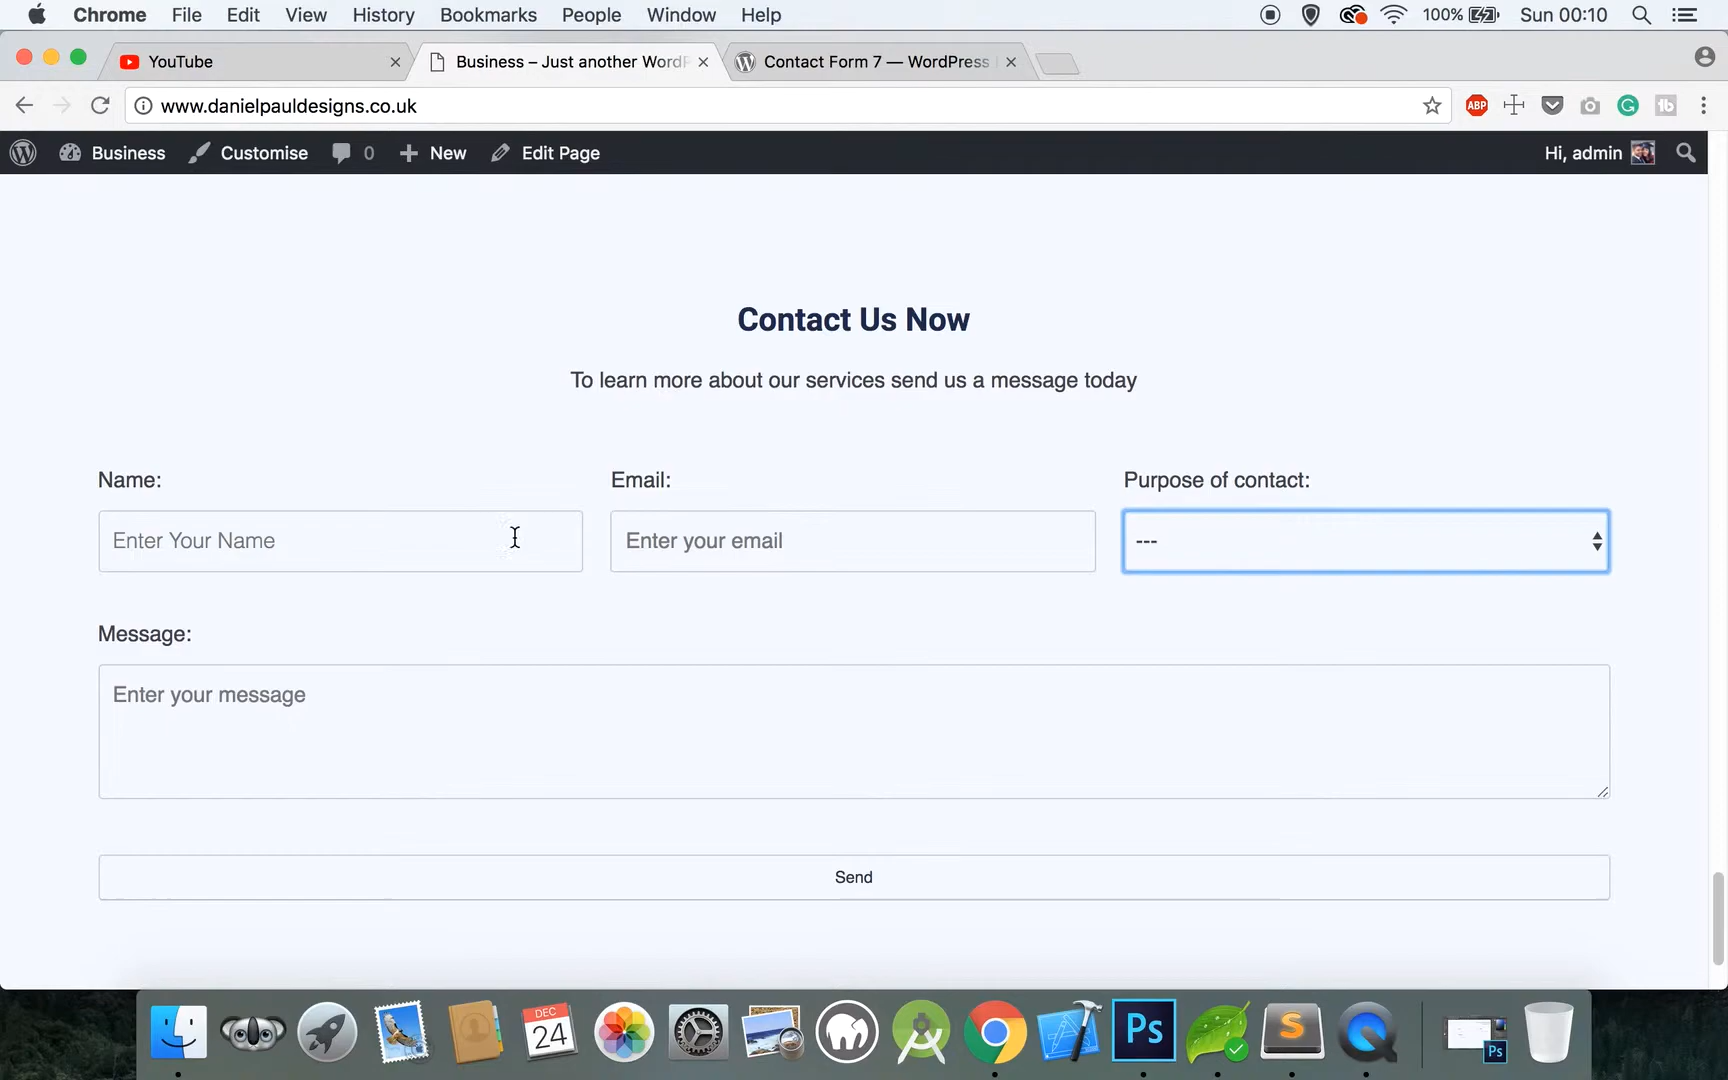 Chrome File Edit View History Bookmarks People Window Help 100% Sun 00:10
YouTube
Business – Just another WordP
Contact Form 7 — WordPress
www.danielpauldesigns.co.uk
ABP
Business Customise 0 New Edit Page Hi, admin
Contact Us Now
To learn more about our services send us a message today
Name: Email: Purpose of contact:
Enter Your Name Enter your email ---
Message:
Enter your message
Send
DEC
24
Ps
S
Ps